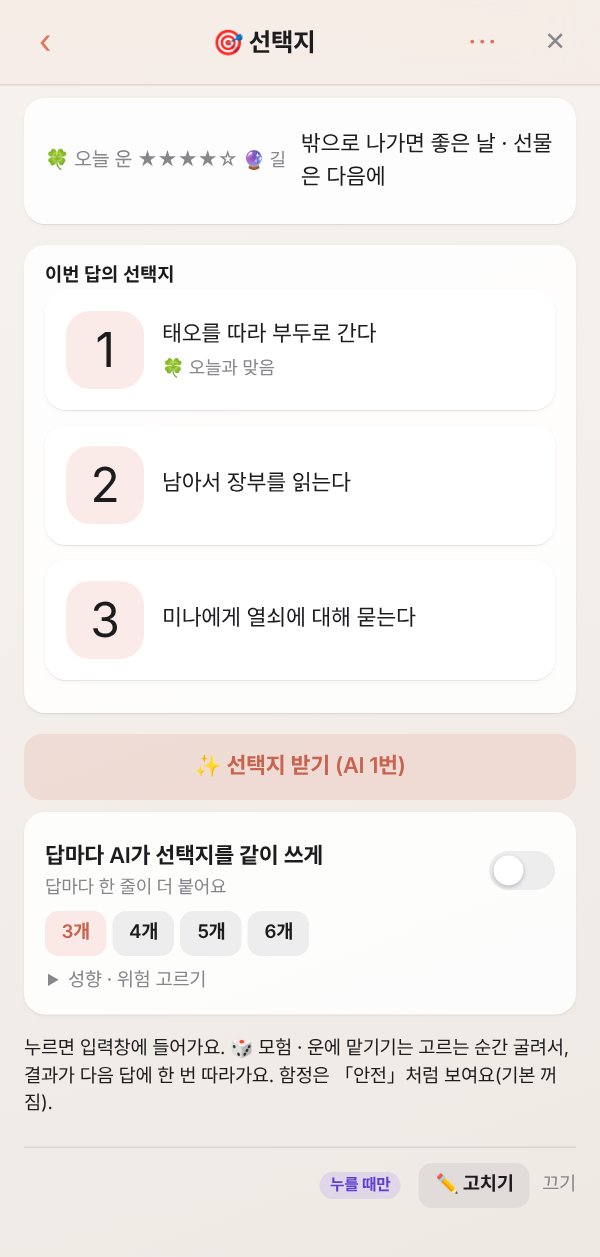 ‹ 🎯 선택지 ··· ✕
🍀 오늘 운 ★★★★☆ 🔮 길
밖으로 나가면 좋은 날 · 선물
은 다음에
이번 답의 선택지
1
태오를 따라 부두로 간다
🍀 오늘과 맞음
2
남아서 장부를 읽는다
3
미나에게 열쇠에 대해 묻는다
✨ 선택지 받기 (AI 1번)
답마다 AI가 선택지를 같이 쓰게
답마다 한 줄이 더 붙어요
3개 4개 5개 6개
▶ 성향 · 위험 고르기
누르면 입력창에 들어가요. 🎲 모험 · 운에 맡기기는 고르는 순간 굴려서,
결과가 다음 답에 한 번 따라가요. 함정은 「안전」처럼 보여요(기본 꺼
짐).
누를 때만 ✏️ 고치기 끄기